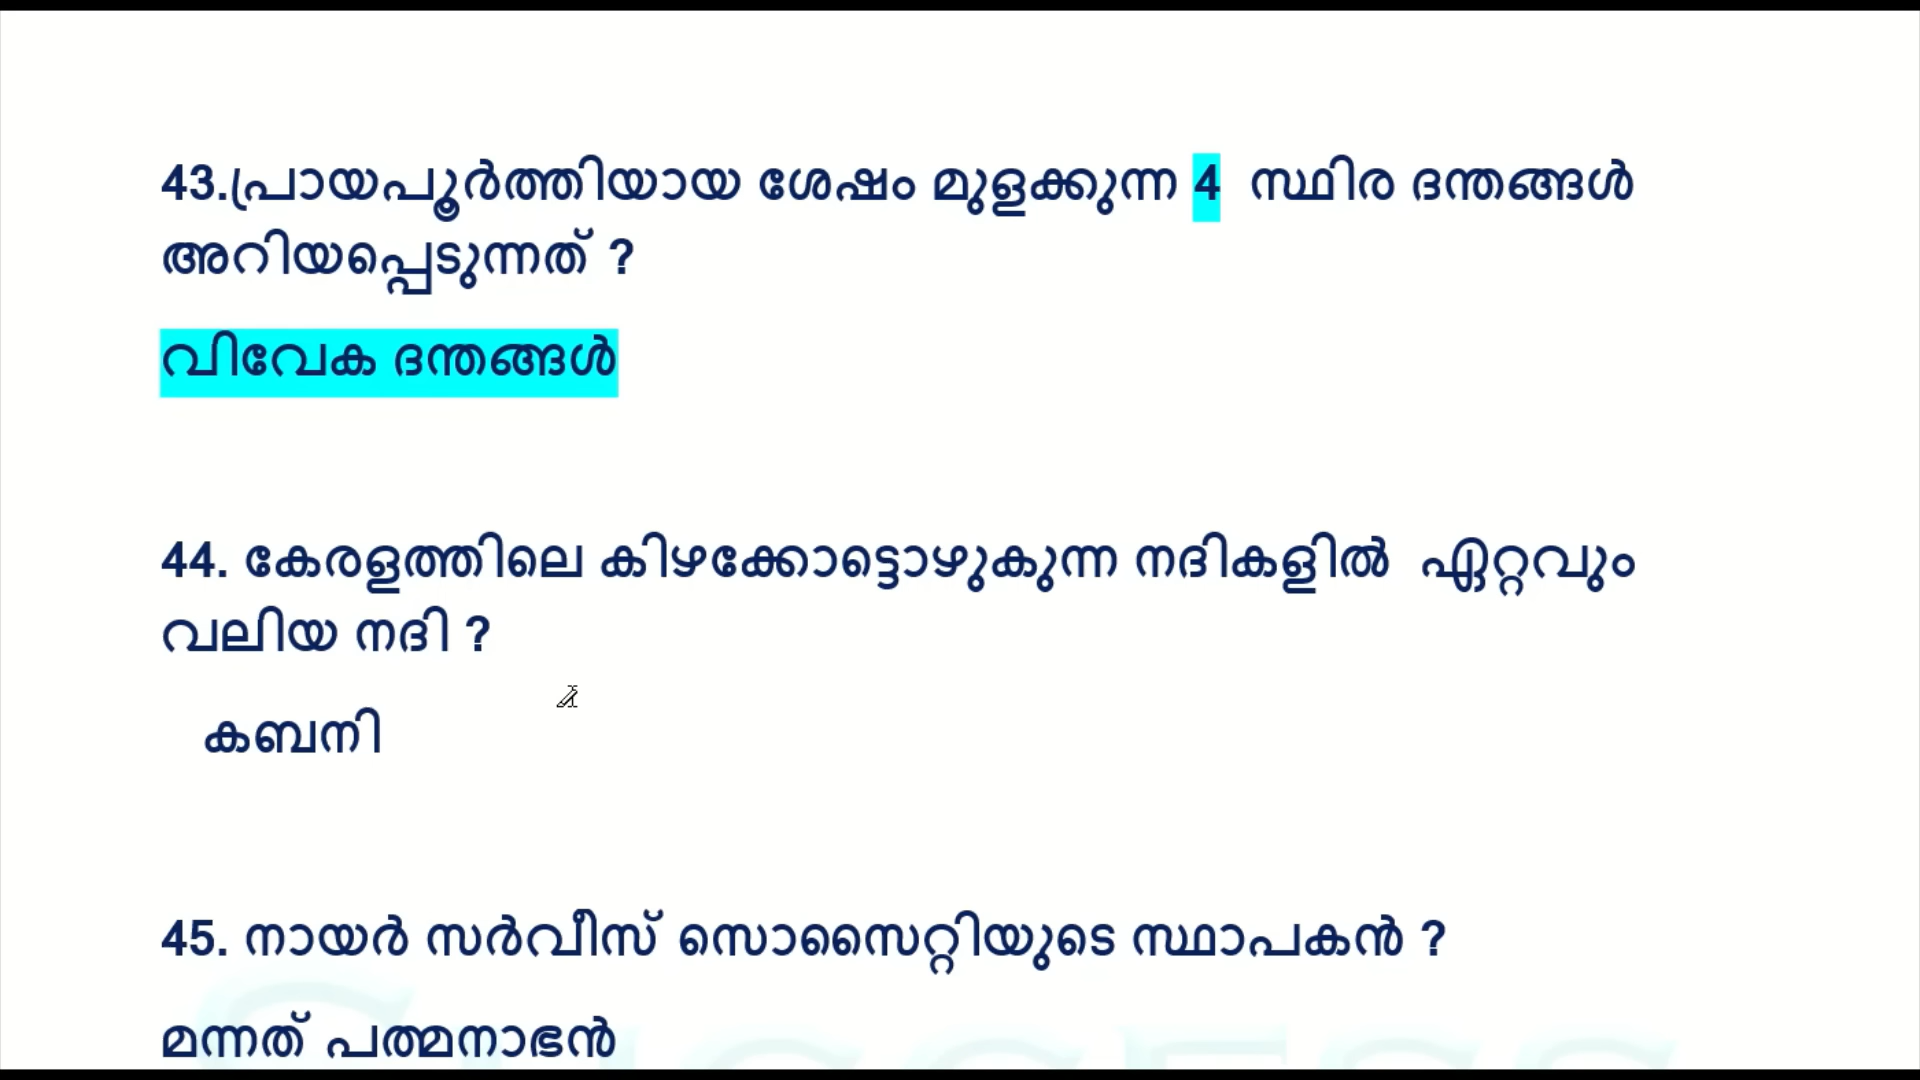 43.പ്രായപൂർത്തിയായ ശേഷം മുളക്കുന്ന 4 സ്ഥിര ദന്തങ്ങൾ
അറിയപ്പെടുന്നത് ?
വിവേക ദന്തങ്ങൾ
44. കേരളത്തിലെ കിഴക്കോട്ടൊഴുകുന്ന നദികളിൽ ഏറ്റവും
വലിയ നദി ?
കബനി
45. നായർ സർവീസ് സൊസൈറ്റിയുടെ സ്ഥാപകൻ ?
മന്നത് പത്മനാഭൻ